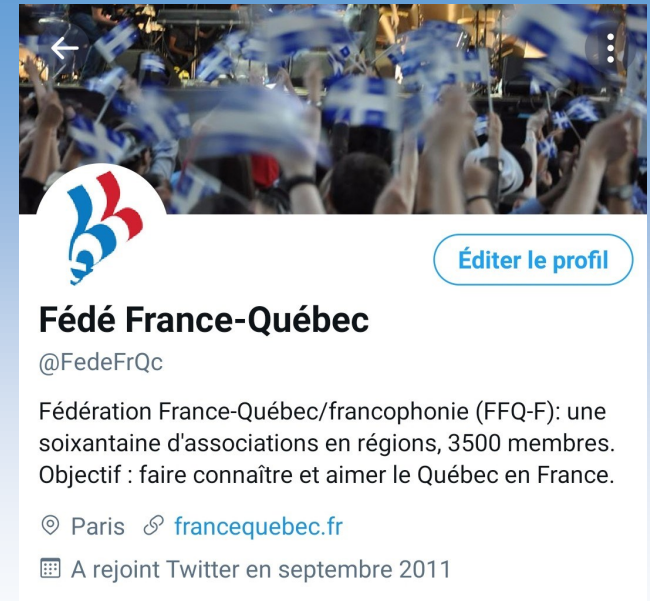 Éditer le profil
Fédé France-Québec
@FedeFrQc
Fédération France-Québec/francophonie (FFQ-F): une
soixantaine d'associations en régions, 3500 membres.
Objectif : faire connaître et aimer le Québec en France.
Paris francequebec.fr
A rejoint Twitter en septembre 2011